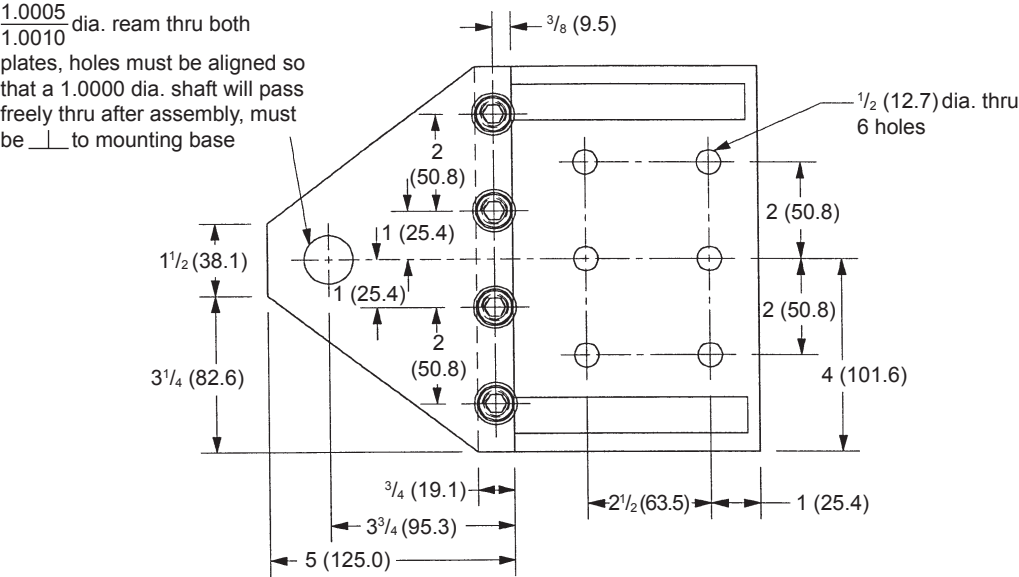 1.0005
1.0010 dia. ream thru both
plates, holes must be aligned so
that a 1.0000 dia. shaft will pass
freely thru after assembly, must
be ⊥ to mounting base
3/8 (9.5)
1/2 (12.7) dia. thru
6 holes
2
(50.8)
2 (50.8)
1 (25.4)
1 1/2 (38.1)
1 (25.4)
2 (50.8)
2
(50.8)
3 1/4 (82.6)
4 (101.6)
3/4 (19.1)
2 1/2 (63.5)
1 (25.4)
3 3/4 (95.3)
5 (125.0)